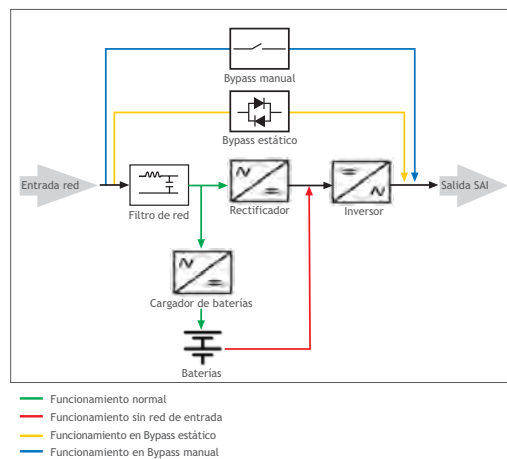 Bypass manual
Bypass estático
Entrada red
Salida SAI
Filtro de red
Rectificador
Inversor
Cargador de baterías
Baterías
Funcionamiento normal
Funcionamiento sin red de entrada
Funcionamiento en Bypass estático
Funcionamiento en Bypass manual